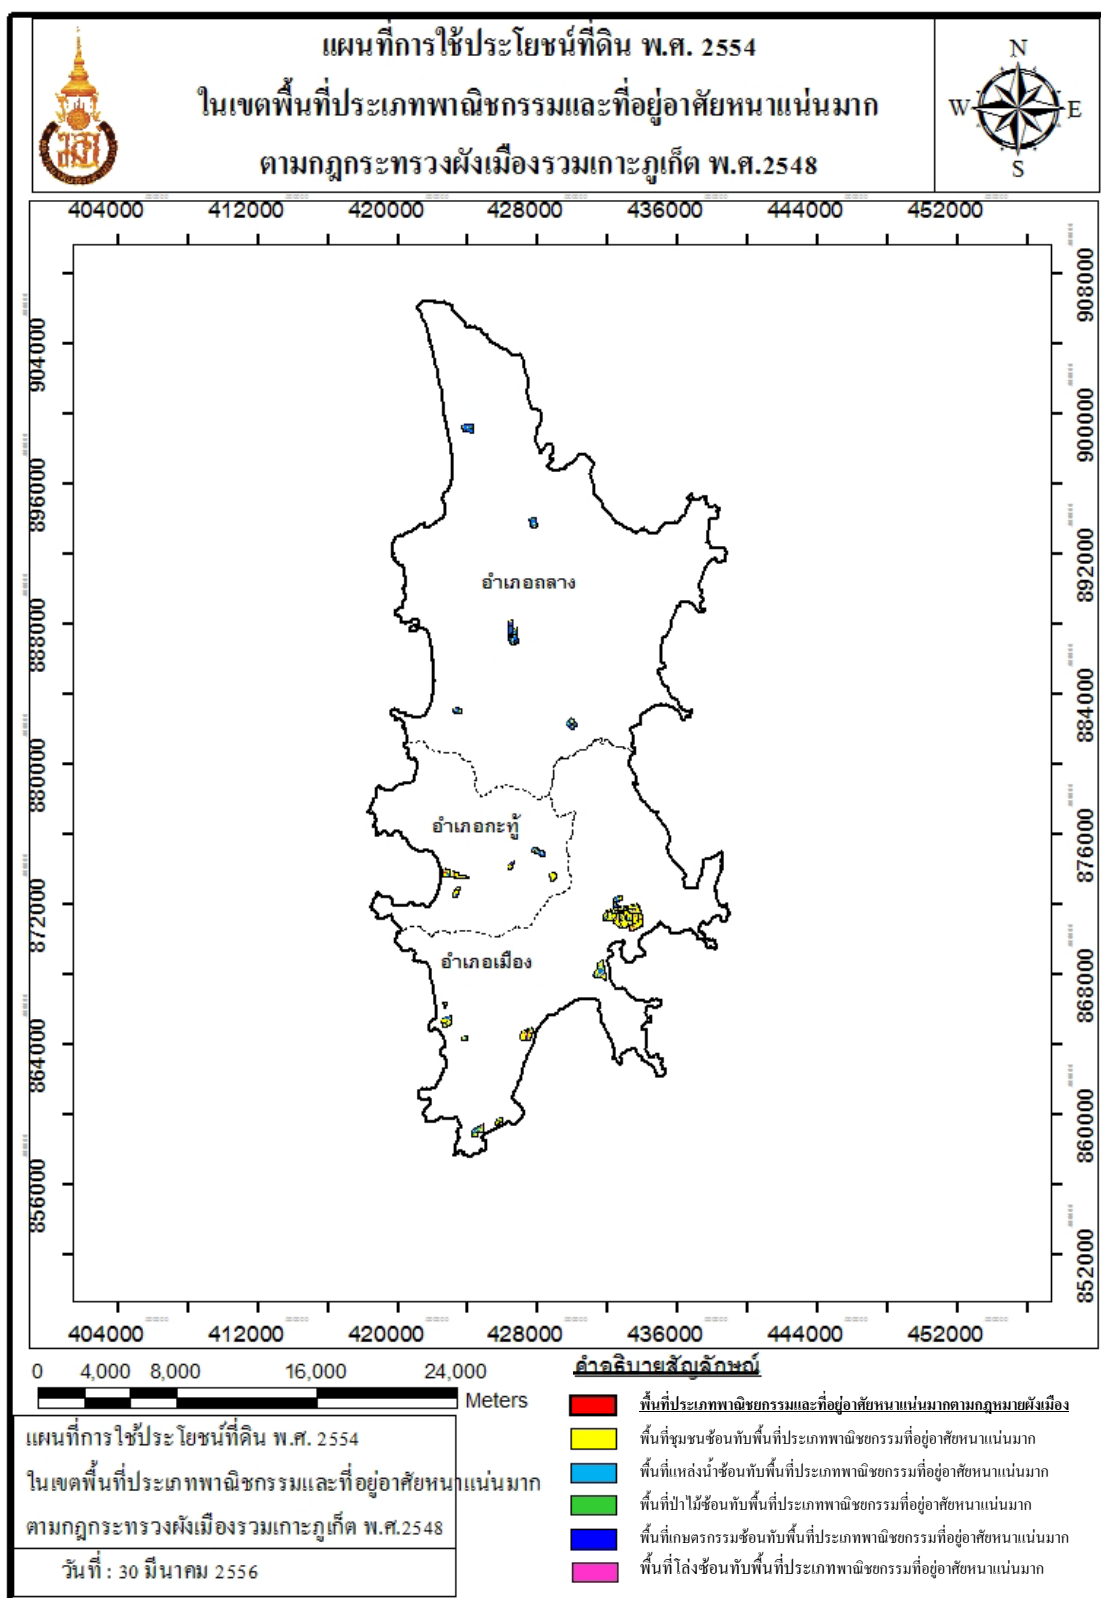 แผนที่การใช้ประโยชน์ที่ดิน พ.ศ. 2554
ในเขตพื้นที่ประเภทพาณิชกรรมและที่อยู่อาศัยหนาแน่นมาก
ตามกฎกระทรวงผังเมืองรวมเกาะภูเก็ต พ.ศ.2548
N
W E
S
404000 412000 420000 428000 436000 444000 452000
908000
904000
900000
896000
892000
อำเภอถลาง
888000
884000
880000
อำเภอกะทู้
876000
872000
อำเภอเมือง
868000
864000
860000
856000
852000
404000 412000 420000 428000 436000 444000 452000
0 4,000 8,000 16,000 24,000
Meters
คำอธิบายสัญลักษณ์
พื้นที่ประเภทพาณิชยกรรมและที่อยู่อาศัยหนาแน่นมากตามกฎหมายผังเมือง
พื้นที่ชุมชนซ้อนทับพื้นที่ประเภทพาณิชยกรรมที่อยู่อาศัยหนาแน่นมาก
พื้นที่แหล่งน้ำซ้อนทับพื้นที่ประเภทพาณิชยกรรมที่อยู่อาศัยหนาแน่นมาก
พื้นที่ป่าไม้ซ้อนทับพื้นที่ประเภทพาณิชยกรรมที่อยู่อาศัยหนาแน่นมาก
พื้นที่เกษตรกรรมซ้อนทับพื้นที่ประเภทพาณิชยกรรมที่อยู่อาศัยหนาแน่นมาก
พื้นที่โล่งซ้อนทับพื้นที่ประเภทพาณิชยกรรมที่อยู่อาศัยหนาแน่นมาก
แผนที่การใช้ประโยชน์ที่ดิน พ.ศ. 2554
ในเขตพื้นที่ประเภทพาณิชกรรมและที่อยู่อาศัยหนาแน่นมาก
ตามกฎกระทรวงผังเมืองรวมเกาะภูเก็ต พ.ศ.2548
วันที่ : 30 มีนาคม 2556